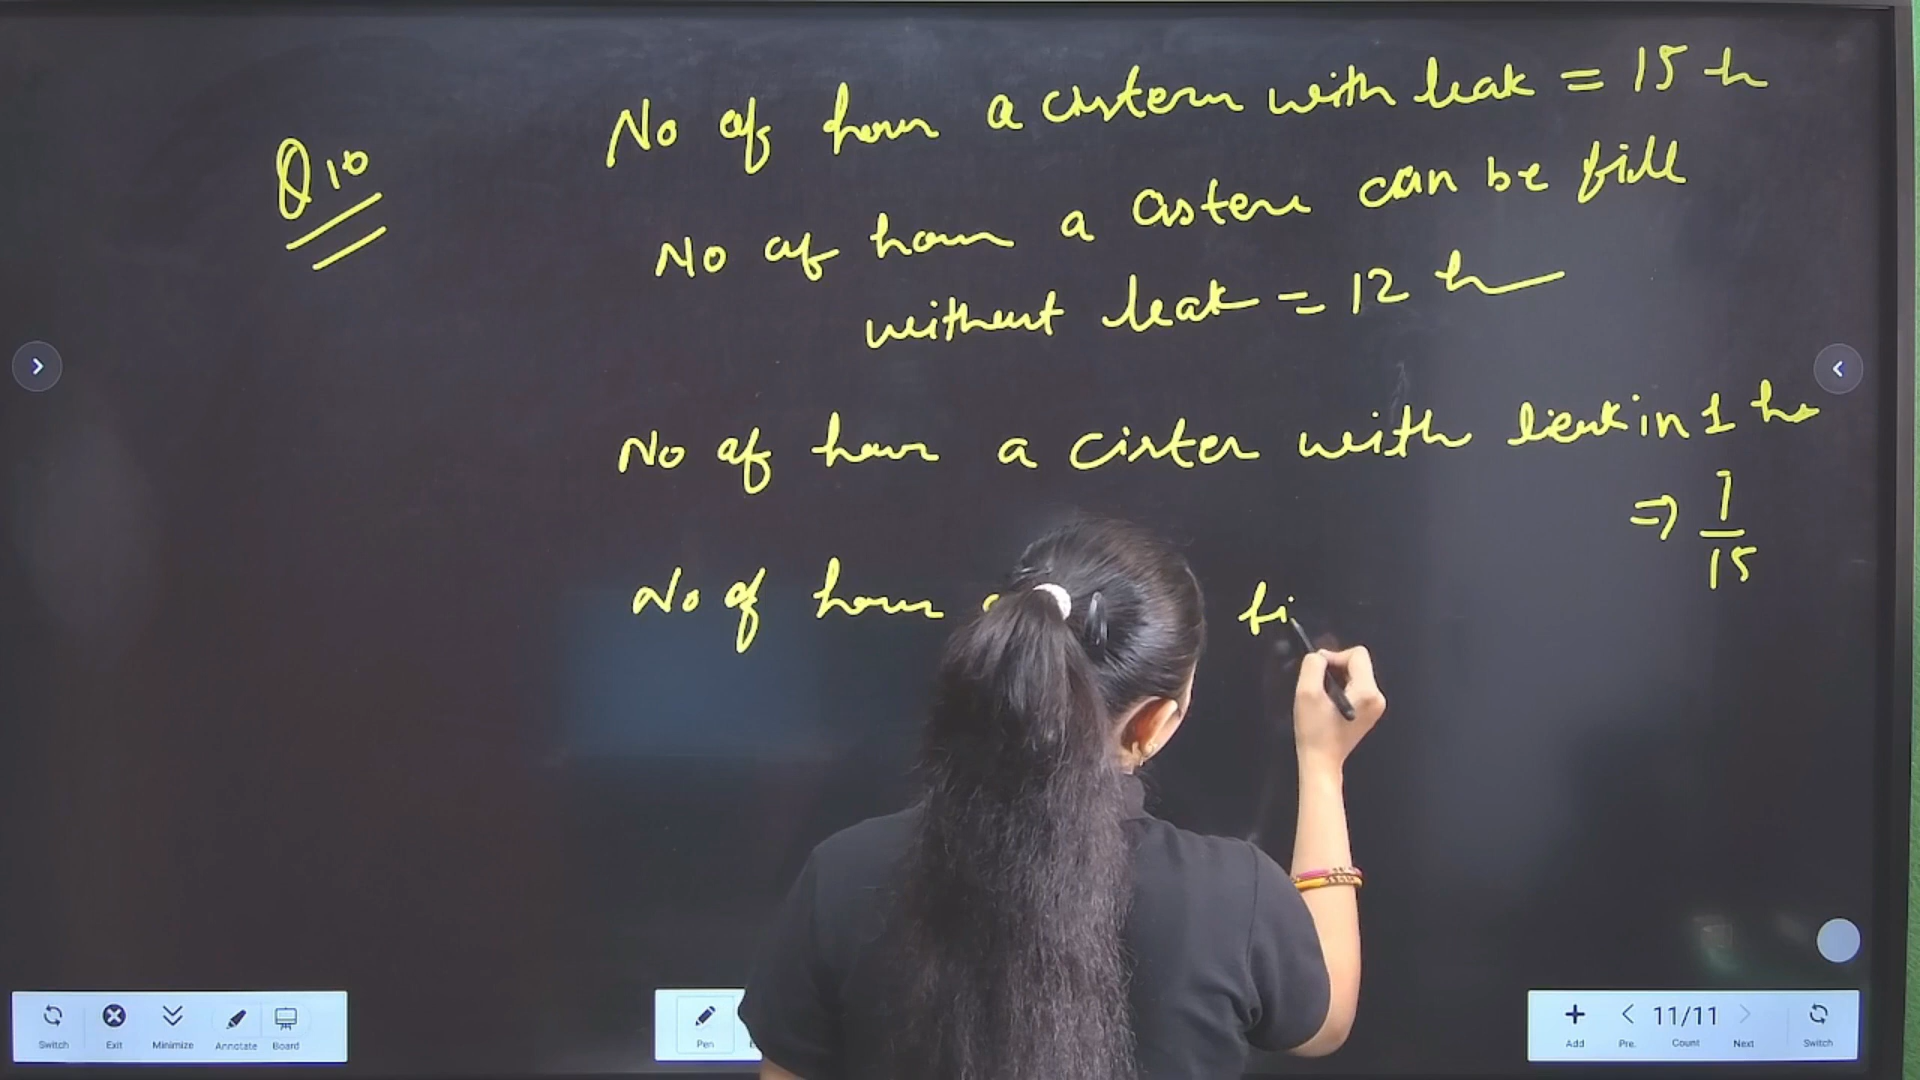 Q10
No of hour a cistern with leak = 15 h
No of hour a cistern can be fill
without leak = 12 h
No of hour a cister with leak in 1 h
⇒ 1/15
No of hour fi
Switch Exit Minimize Annotate Board
Pen
Add Pre. 11/11 Count Next Switch